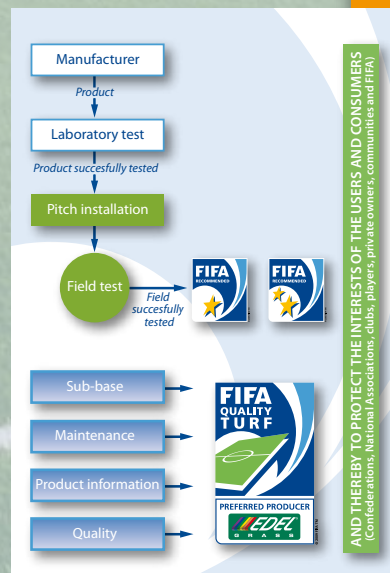 Manufacturer
Product
Laboratory test
Product succesfully tested
Pitch installation
Field test
Field
succesfully
tested
FIFA
RECOMMENDED
FIFA
RECOMMENDED
Sub-base
Maintenance
Product information
Quality
FIFA
QUALITY
TURF
PREFERRED PRODUCER
EDEL
GRASS
AND THEREBY TO PROTECT THE INTERESTS OF THE USERS AND CONSUMERS
(Confederations, National Associations, clubs, players, private owners, communities and FIFA)